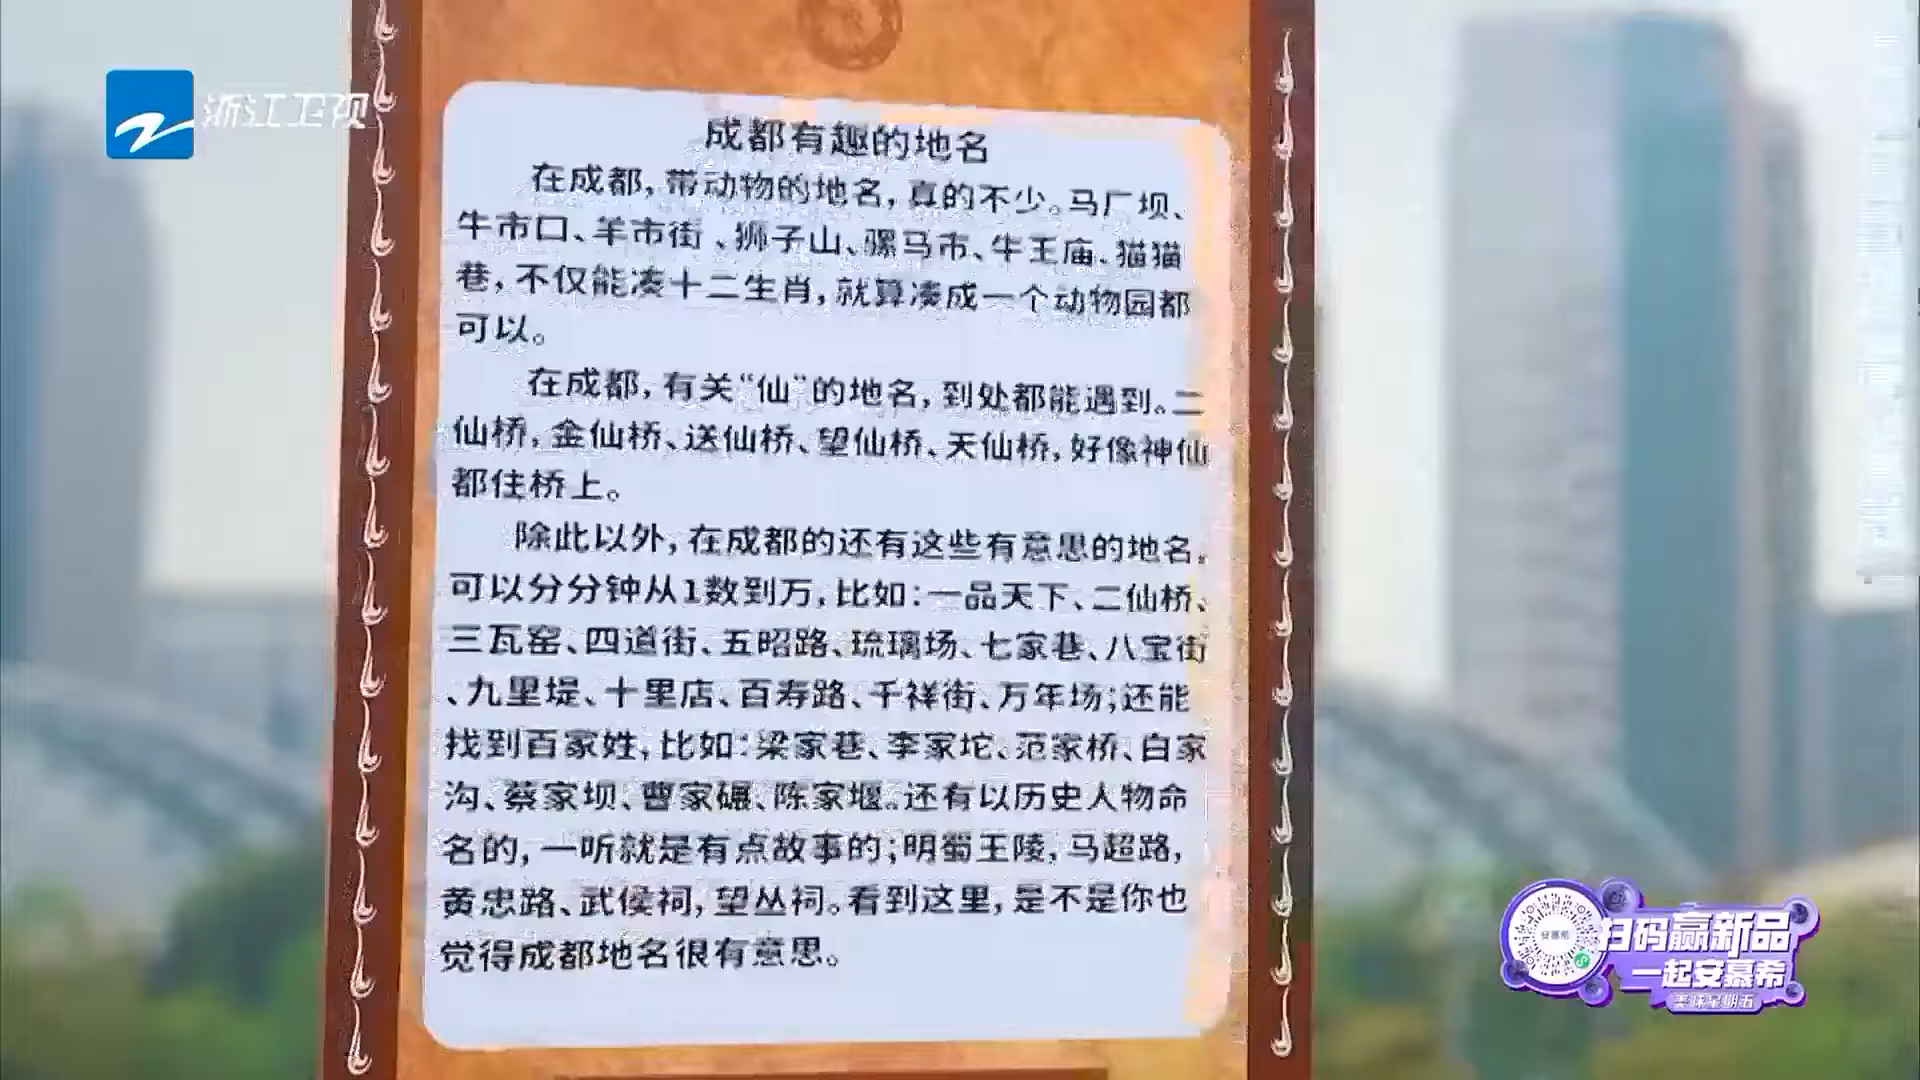 浙江卫视
成都有趣的地名
在成都,带动物的地名,真的不少。马厂坝、
牛市口、羊市街、狮子山、骡马市、牛王庙、猫猫
巷,不仅能凑十二生肖,就算凑成一个动物园都
可以。
在成都,有关“仙”的地名,到处都能遇到。二
仙桥,金仙桥、送仙桥、望仙桥、天仙桥,好像神仙
都住桥上。
除此以外,在成都的还有这些有意思的地名,
可以分分钟从1数到万,比如:一品天下、二仙桥、
三瓦窑、四道街、五昭路、琉璃场、七家巷、八宝街
、九里堤、十里店、百寿路、千祥街、万年场;还能
找到百家姓,比如:梁家巷、李家坨、范家桥、白家
沟、蔡家坝、曹家碾、陈家堰。还有以历史人物命
名的,一听就是有点故事的;明蜀王陵,马超路,
黄忠路、武侯祠,望丛祠。看到这里,是不是你也
觉得成都地名很有意思。
安慕希
扫码赢新品
一起安慕希
美味星期五